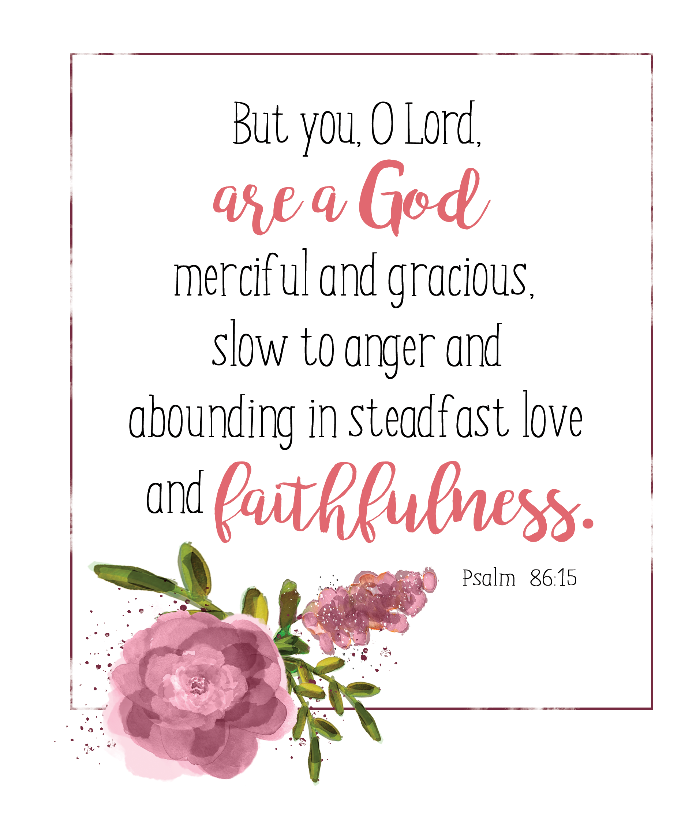 But you, O Lord,
are a God
merciful and gracious,
slow to anger and
abounding in steadfast love
and faithfulness.
Psalm 86:15